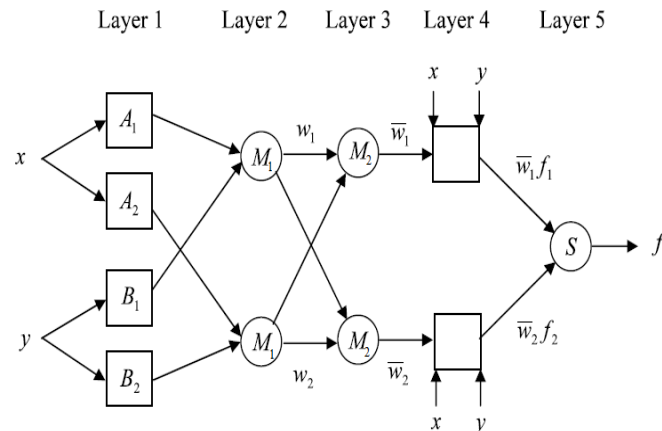 Layer 1 Layer 2 Layer 3 Layer 4 Layer 5
x y
A₁ w₁ w̅₁
x M₁ M₂ w̅₁f₁
A₂
S f
B₁
y M₁ M₂ w̅₂f₂
B₂ w₂ w̅₂
x y